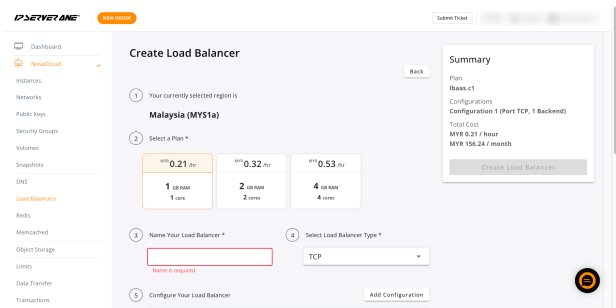 IP SERVER ONE
NEW ORDER
Submit Ticket
Dashboard
NovaCloud
Instances
Networks
Public Keys
Security Groups
Volumes
Snapshots
DNS
Load Balancers
Redis
Memcached
Object Storage
Limits
Data Transfer
Transactions
Create Load Balancer
Back
1 Your currently selected region is
Malaysia (MYS1a)
2 Select a Plan *
MYR 0.21 /hr
1 GB RAM
1 core
MYR 0.32 /hr
2 GB RAM
2 cores
MYR 0.53 /hr
4 GB RAM
4 cores
3 Name Your Load Balancer *
Name is required
4 Select Load Balancer Type *
TCP
5 Configure Your Load Balancer
Add Configuration
Summary
Plan
lbaas.c1
Configurations
Configuration 1 (Port TCP, 1 Backend)
Total Cost
MYR 0.21 / hour
MYR 156.24 / month
Create Load Balancer